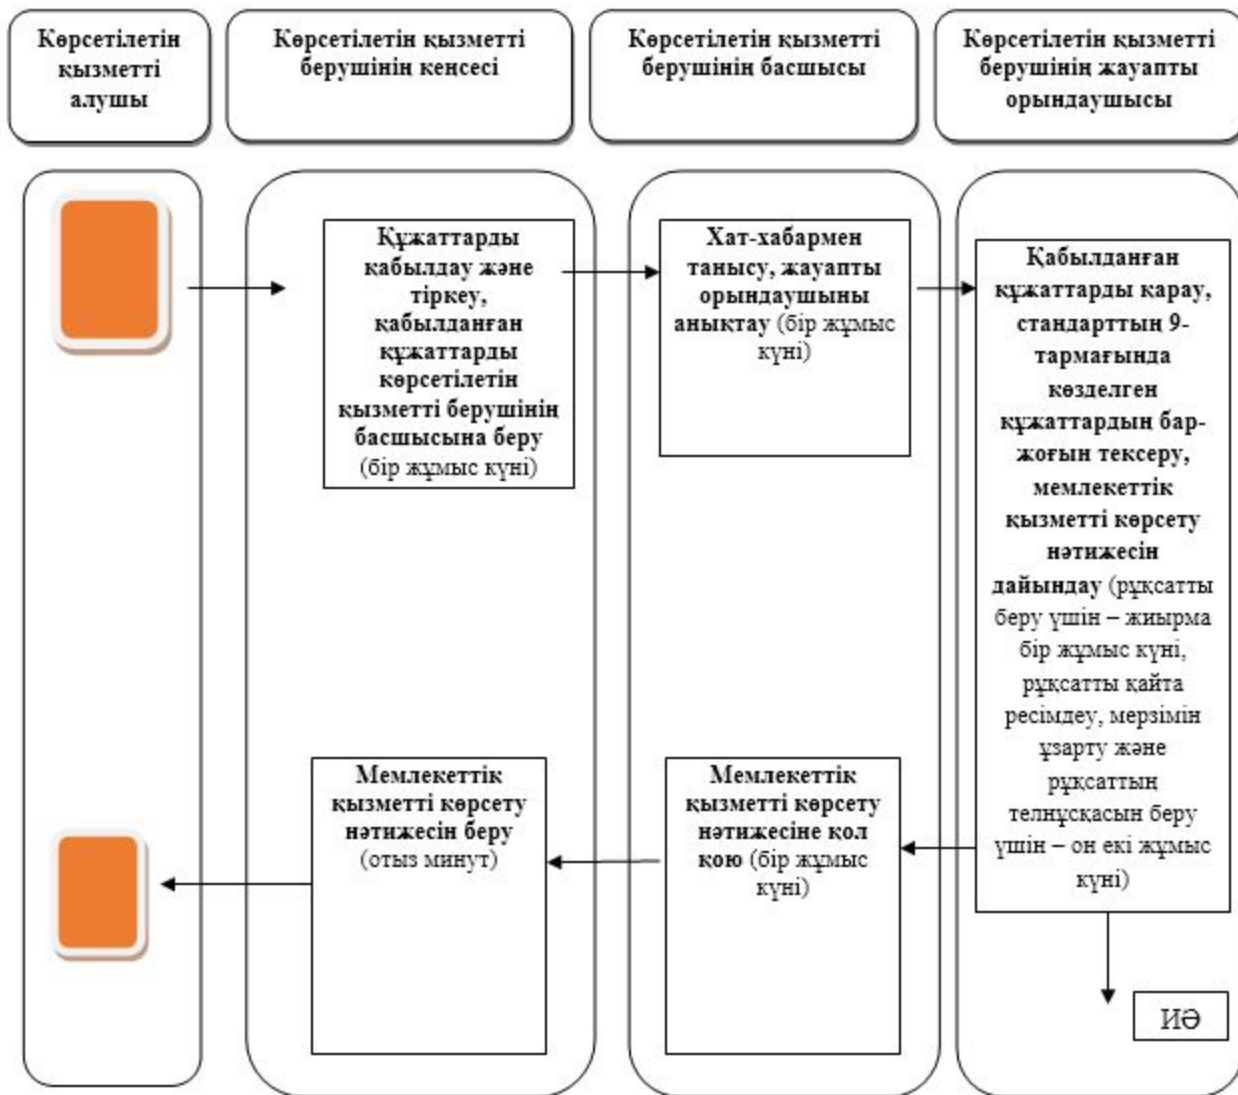 Көрсетілетін
қызметті
алушы
Көрсетілетін қызметті
берушінің кеңсесі
Көрсетілетін қызметті
берушінің басшысы
Көрсетілетін қызметті
берушінің жауапты
орындаушысы
Құжаттарды
қабылдау және
тіркеу,
қабылданған
құжаттарды
көрсетілетін
қызметті берушінің
басшысына беру
(бір жұмыс күні)
Хат-хабармен
танысу, жауапты
орындаушыны
анықтау (бір жұмыс
күні)
Қабылданған
құжаттарды қарау,
стандарттың 9-
тармағында
көзделген
құжаттардың бар-
жоғын тексеру,
мемлекеттік
қызметті көрсету
нәтижесін
дайындау (рұқсатты
беру үшін – жиырма
бір жұмыс күні,
рұқсатты қайта
ресімдеу, мерзімін
ұзарту және
рұқсаттың
телнұсқасын беру
үшін – он екі жұмыс
күні)
Мемлекеттік
қызметті көрсету
нәтижесін беру
(отыз минут)
Мемлекеттік
қызметті көрсету
нәтижесіне қол
қою (бір жұмыс
күні)
ИӘ